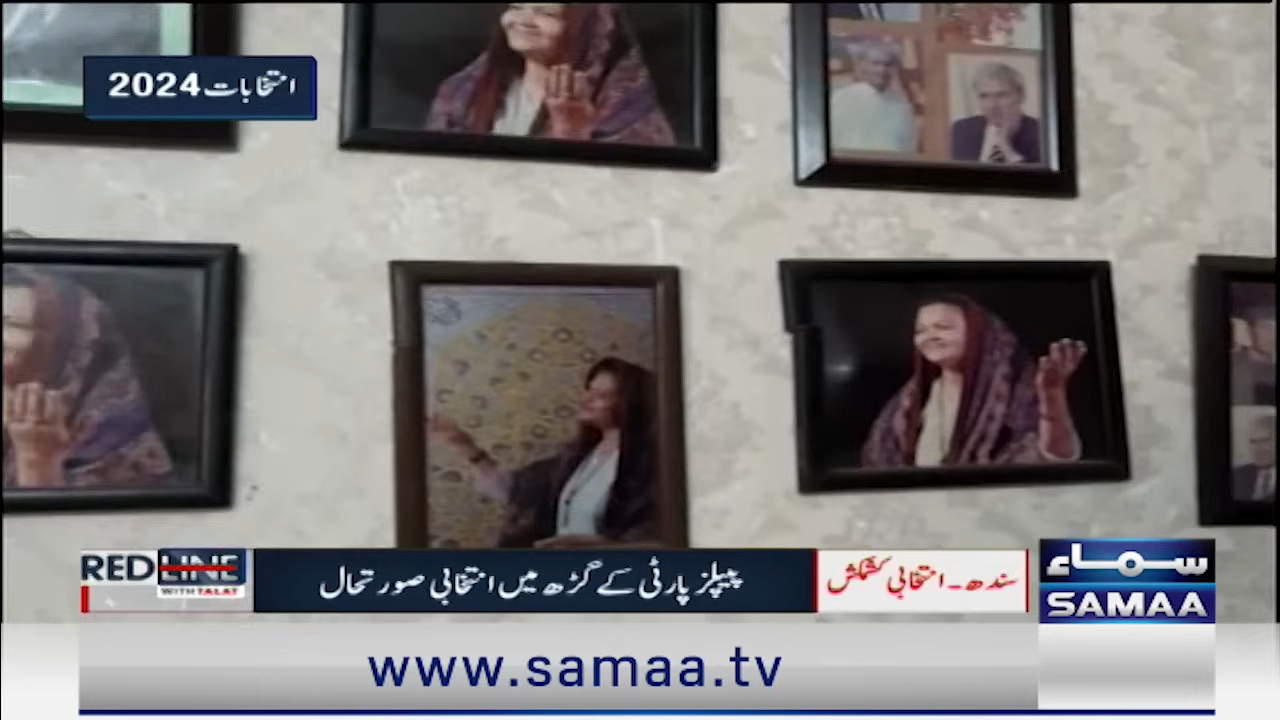 انتخابات 2024
RED LINE
WITH TALAT
پیپلز پارٹی کے گڑھ میں انتخابی صورتحال
سندھ۔ انتخابی کشمکش
سماء
SAMAA
www.samaa.tv